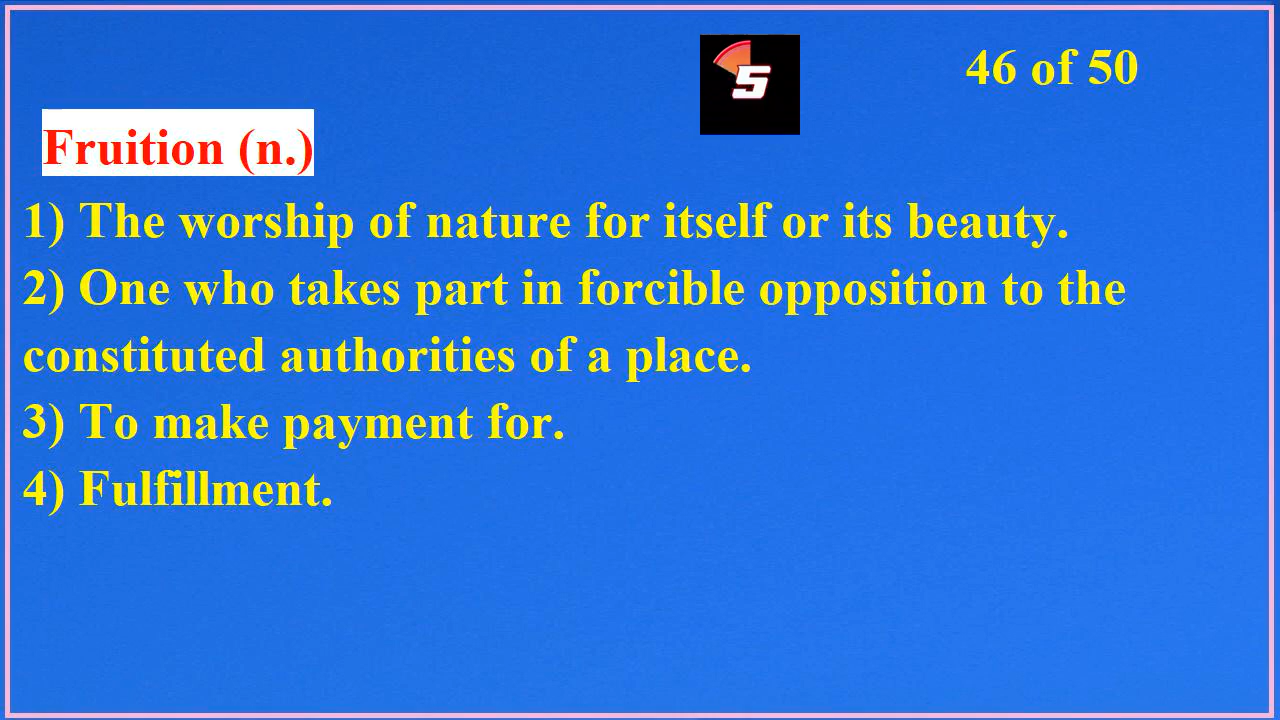 5
46 of 50
Fruition (n.)
1) The worship of nature for itself or its beauty.
2) One who takes part in forcible opposition to the
constituted authorities of a place.
3) To make payment for.
4) Fulfillment.